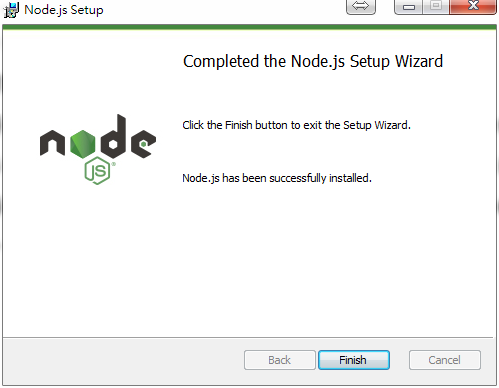 Node.js Setup
Completed the Node.js Setup Wizard
Click the Finish button to exit the Setup Wizard.
node
JS
®
Node.js has been successfully installed.
Back
Finish
Cancel